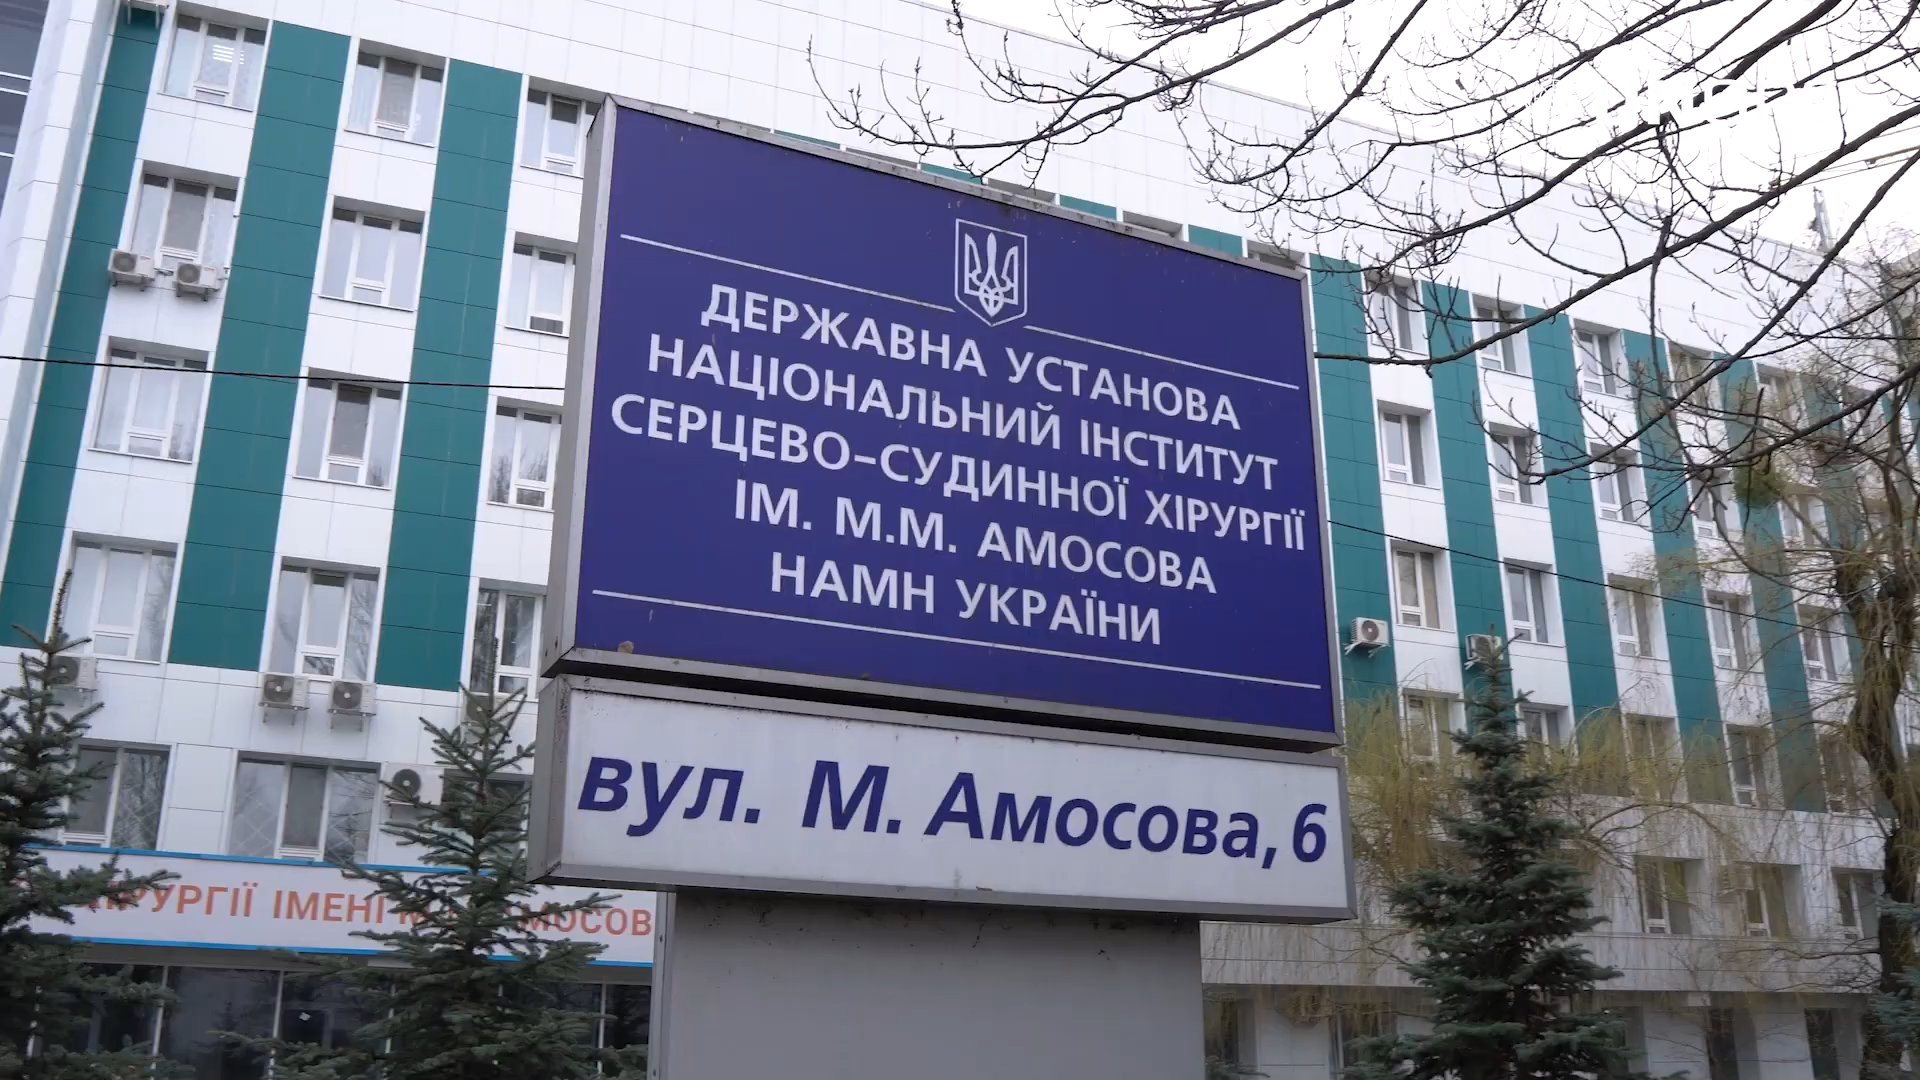 ДЕРЖАВНА УСТАНОВА
НАЦІОНАЛЬНИЙ ІНСТИТУТ
СЕРЦЕВО-СУДИННОЇ ХІРУРГІЇ
ІМ. М.М. АМОСОВА
НАМН УКРАЇНИ
вул. М. Амосова, 6
ІМЕНІ